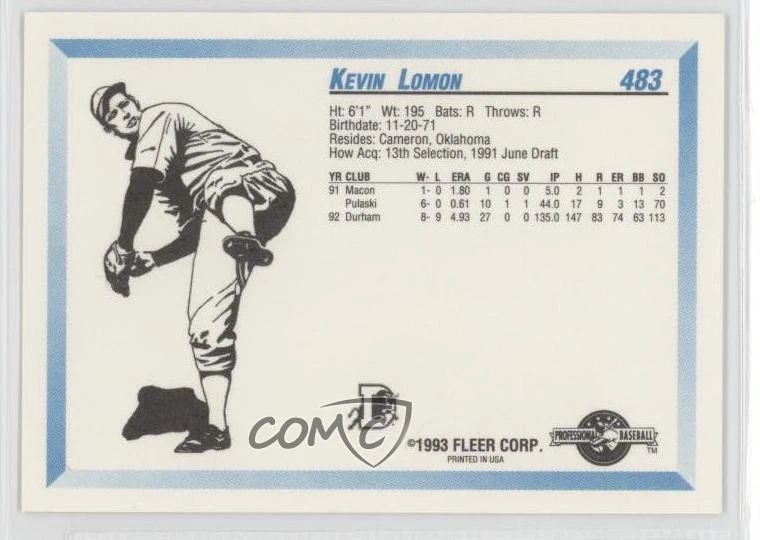 KEVIN LOMON 483
Ht: 6'1" Wt: 195 Bats: R Throws: R
Birthdate: 11-20-71
Resides: Cameron, Oklahoma
How Acq: 13th Selection, 1991 June Draft
YR CLUB W- L ERA G CG SV IP H R ER BB SO
91 Macon 1- 0 1.80 1 0 0 5.0 2 1 1 1 2
Pulaski 6- 0 0.61 10 1 1 44.0 17 9 3 13 70
92 Durham 8- 9 4.93 27 0 0 135.0 147 83 74 63 113
D
COMC
©1993 FLEER CORP.
PRINTED IN USA
PROFESSIONAL BASEBALL
TM